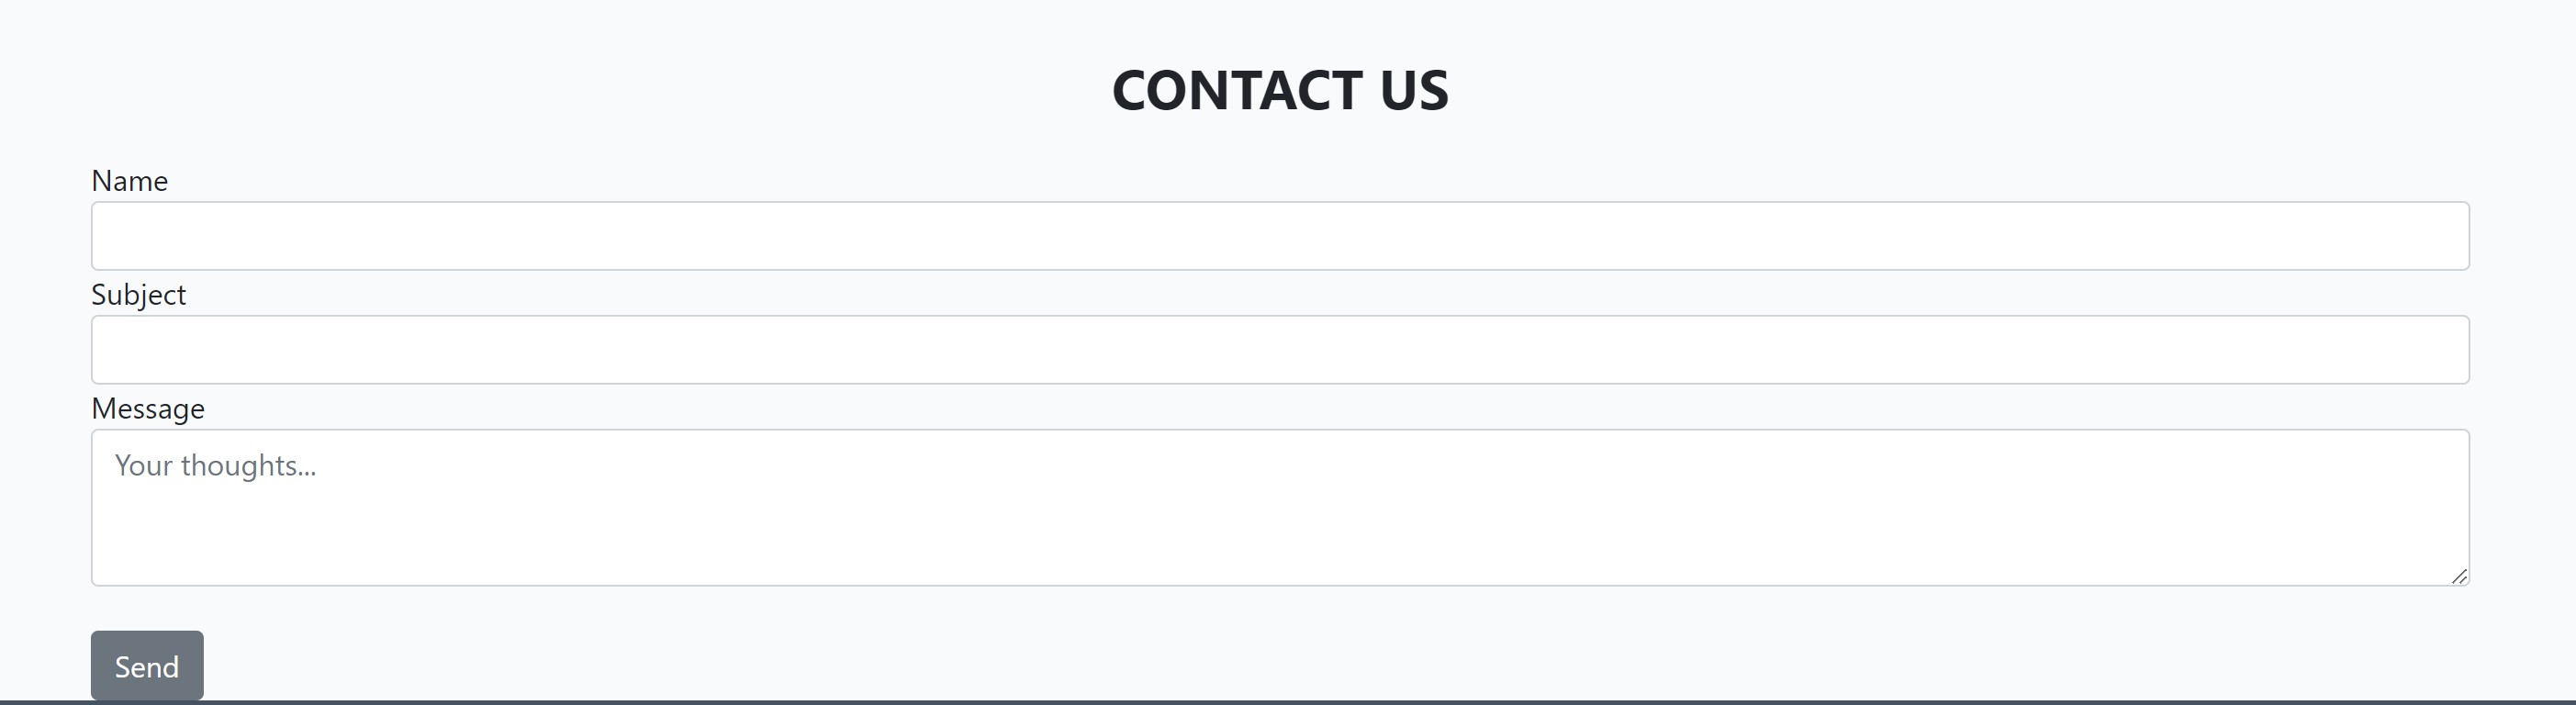 CONTACT US
Name
Subject
Message
Your thoughts...
Send